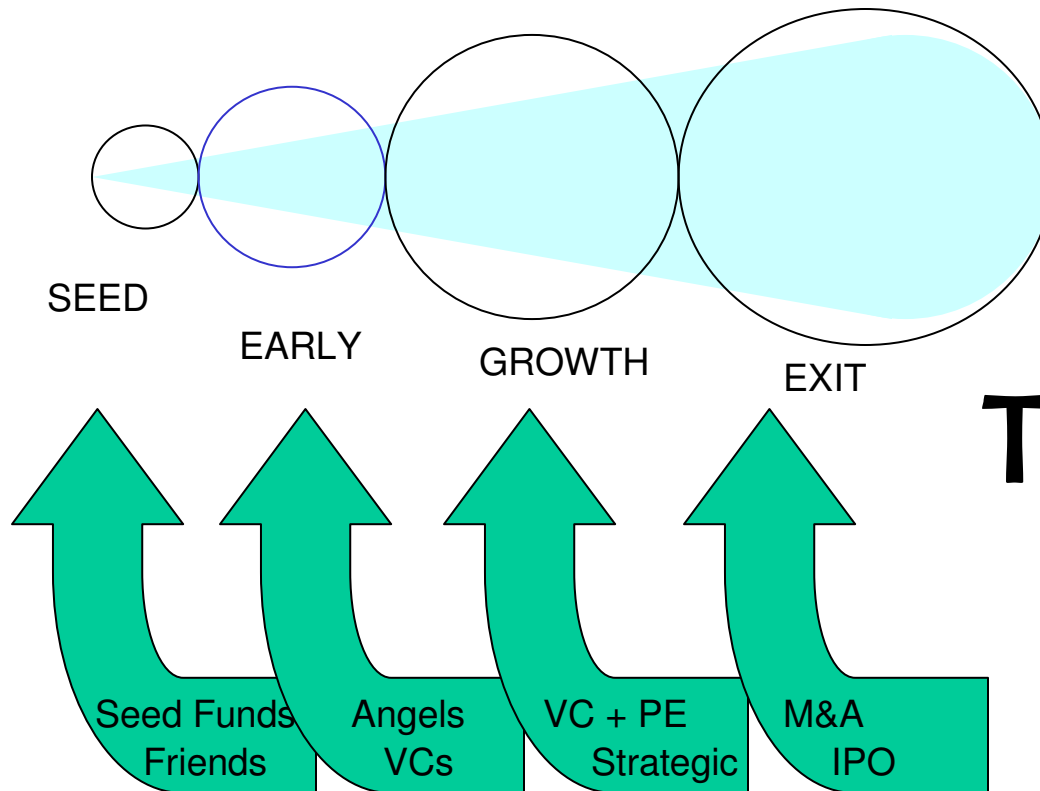 SEED
EARLY
GROWTH
EXIT
T
Seed Funds
Friends
Angels
VCs
VC + PE
Strategic
M&A
IPO